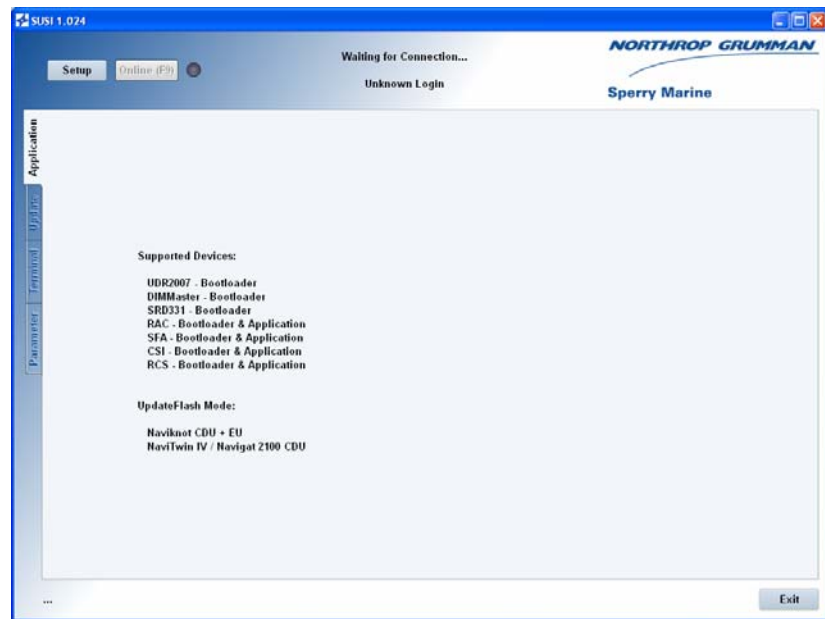 SUSI 1.024
Setup
Online (F9)
Waiting for Connection...
Unknown Login
NORTHROP GRUMMAN
Sperry Marine
Application
Update
Terminal
Parameter
Supported Devices:
UDR2007 - Bootloader
DIMMaster - Bootloader
SRD331 - Bootloader
RAC - Bootloader & Application
SFA - Bootloader & Application
CSI - Bootloader & Application
RCS - Bootloader & Application
UpdateFlash Mode:
Naviknot CDU + EU
NaviTwin IV / Navigat 2100 CDU
...
Exit